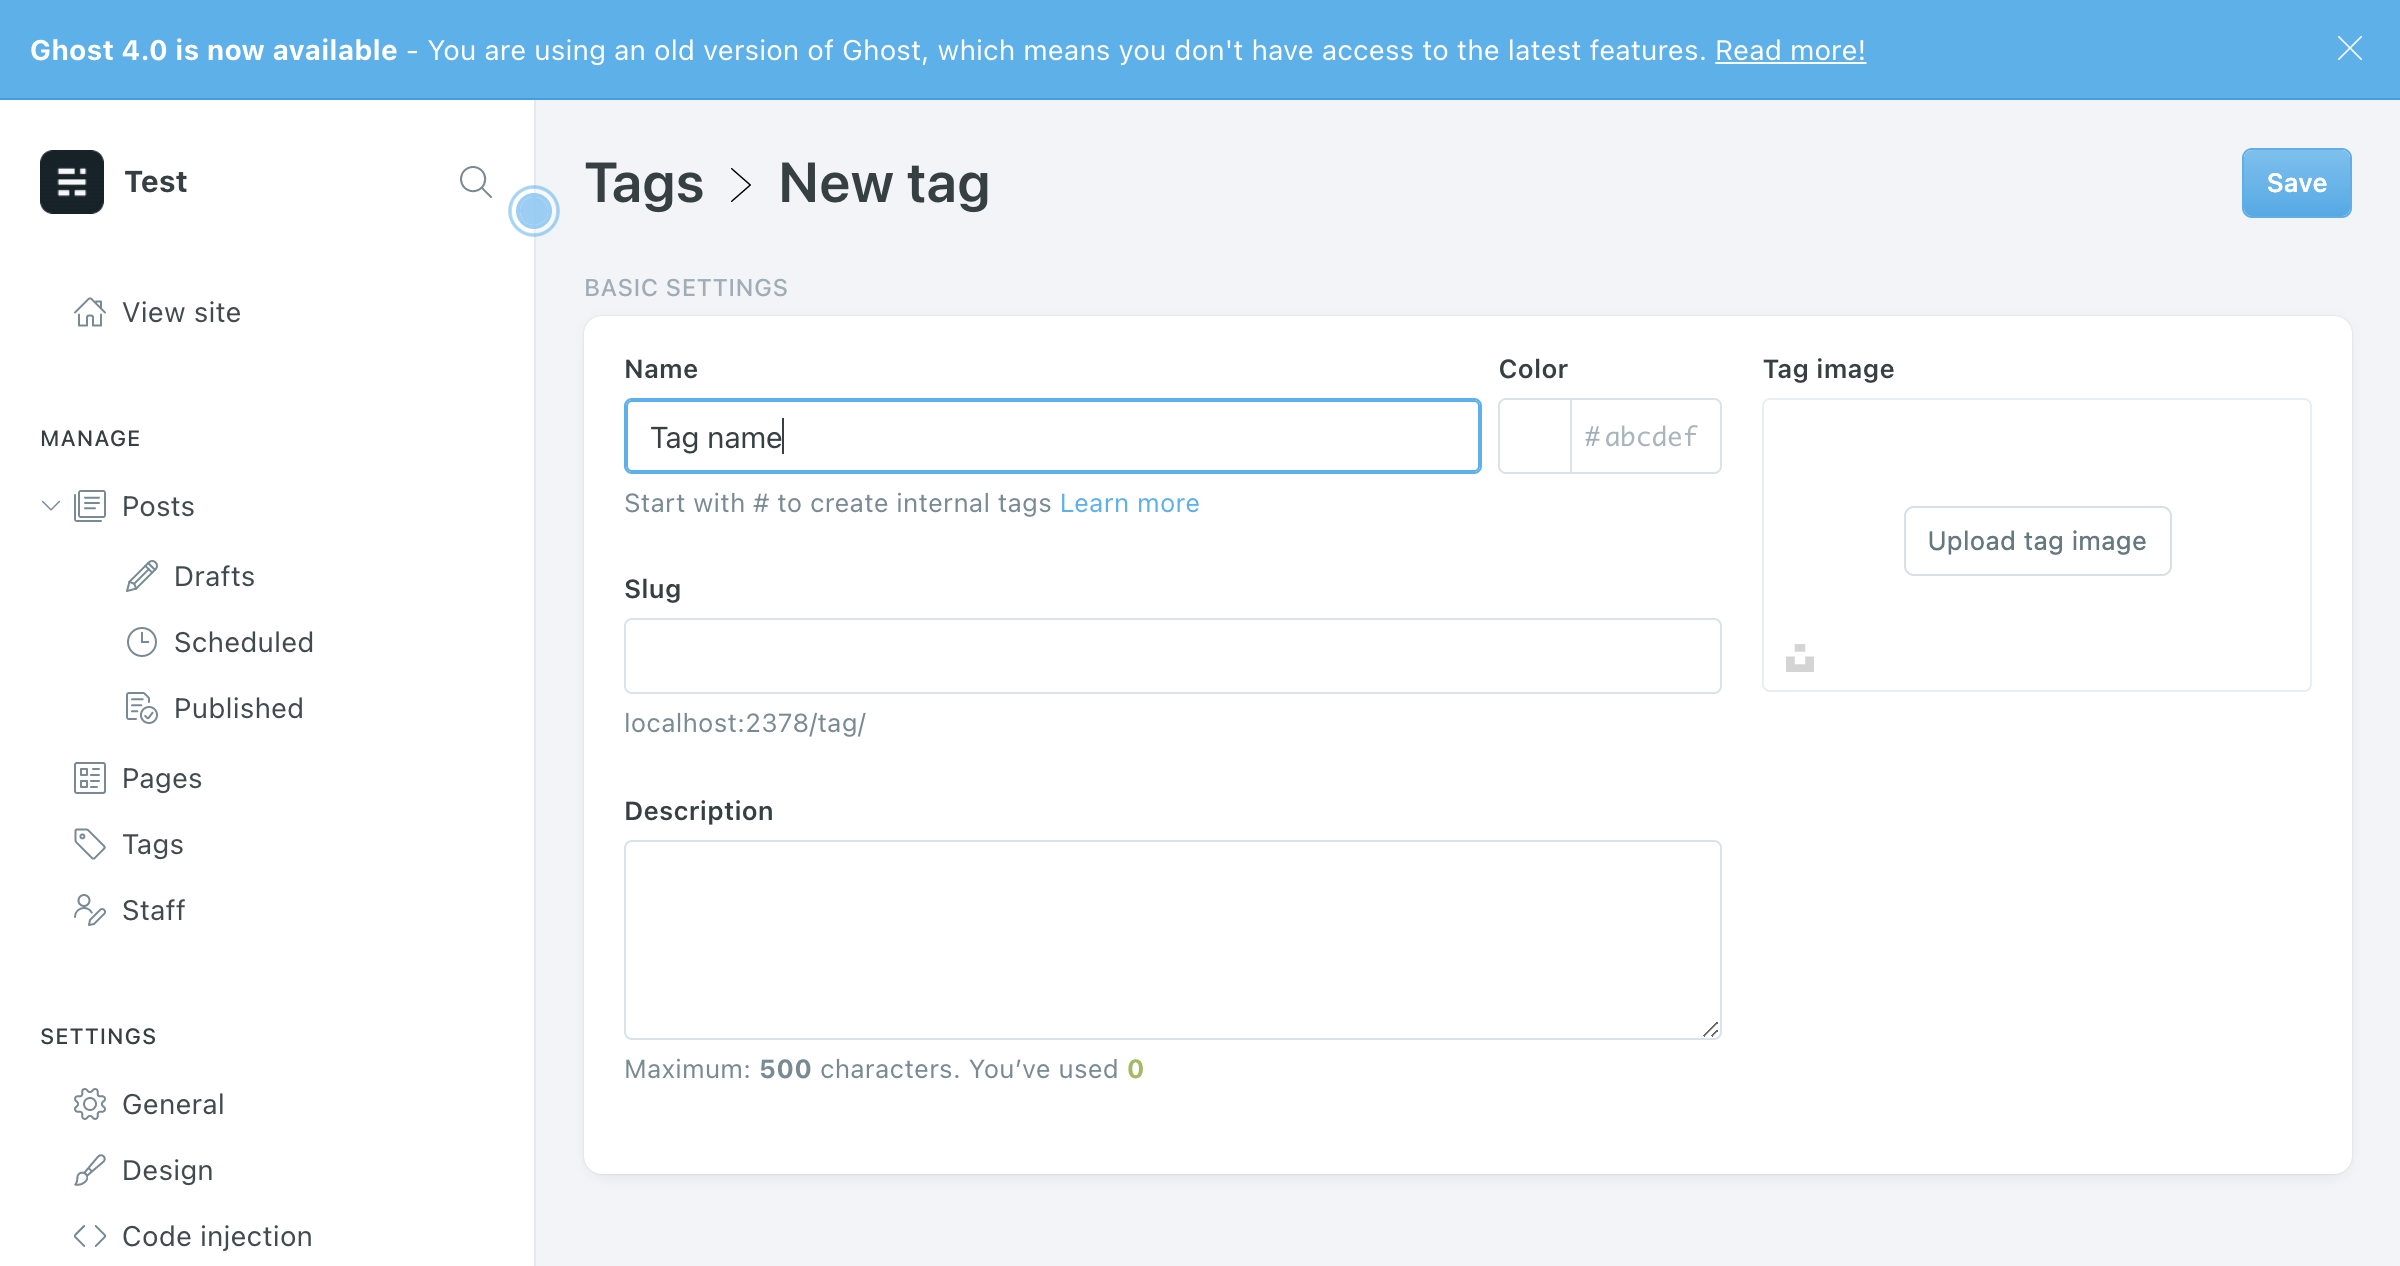 Ghost 4.0 is now available - You are using an old version of Ghost, which means you don't have access to the latest features. Read more!
Test
View site
MANAGE
Posts
Drafts
Scheduled
Published
Pages
Tags
Staff
SETTINGS
General
Design
Code injection
Tags > New tag
Save
BASIC SETTINGS
Name
Tag name
Start with # to create internal tags Learn more
Color
#abcdef
Slug
localhost:2378/tag/
Description
Maximum: 500 characters. You’ve used 0
Tag image
Upload tag image